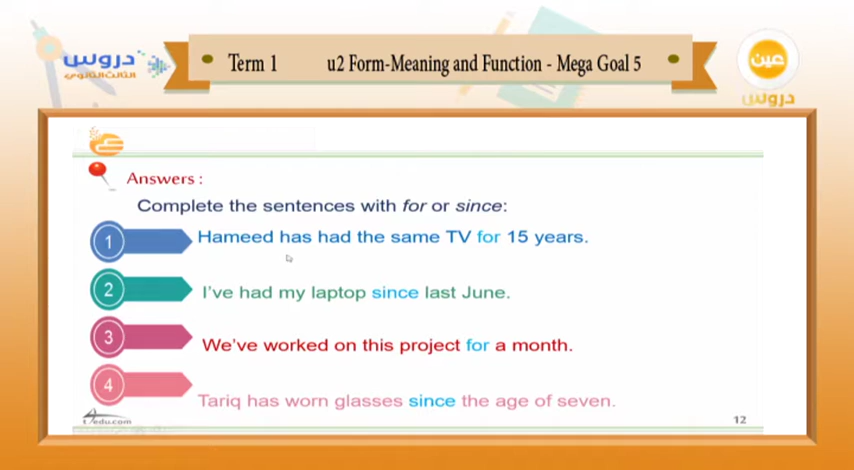 دروس
الثالث الثانوي
Term 1
u2 Form-Meaning and Function - Mega Goal 5
عين
دروس
Answers :
Complete the sentences with for or since:
1
Hameed has had the same TV for 15 years.
2
I've had my laptop since last June.
3
We've worked on this project for a month.
4
Tariq has worn glasses since the age of seven.
12